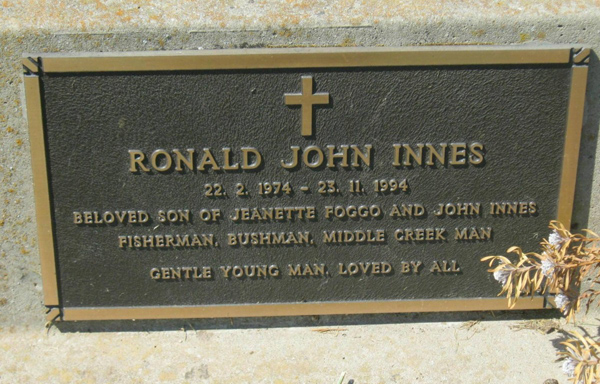 RONALD JOHN INNES
22. 2. 1974 - 23. 11. 1994
BELOVED SON OF JEANETTE FOGGO AND JOHN INNES
FISHERMAN, BUSHMAN, MIDDLE CREEK MAN
GENTLE YOUNG MAN, LOVED BY ALL